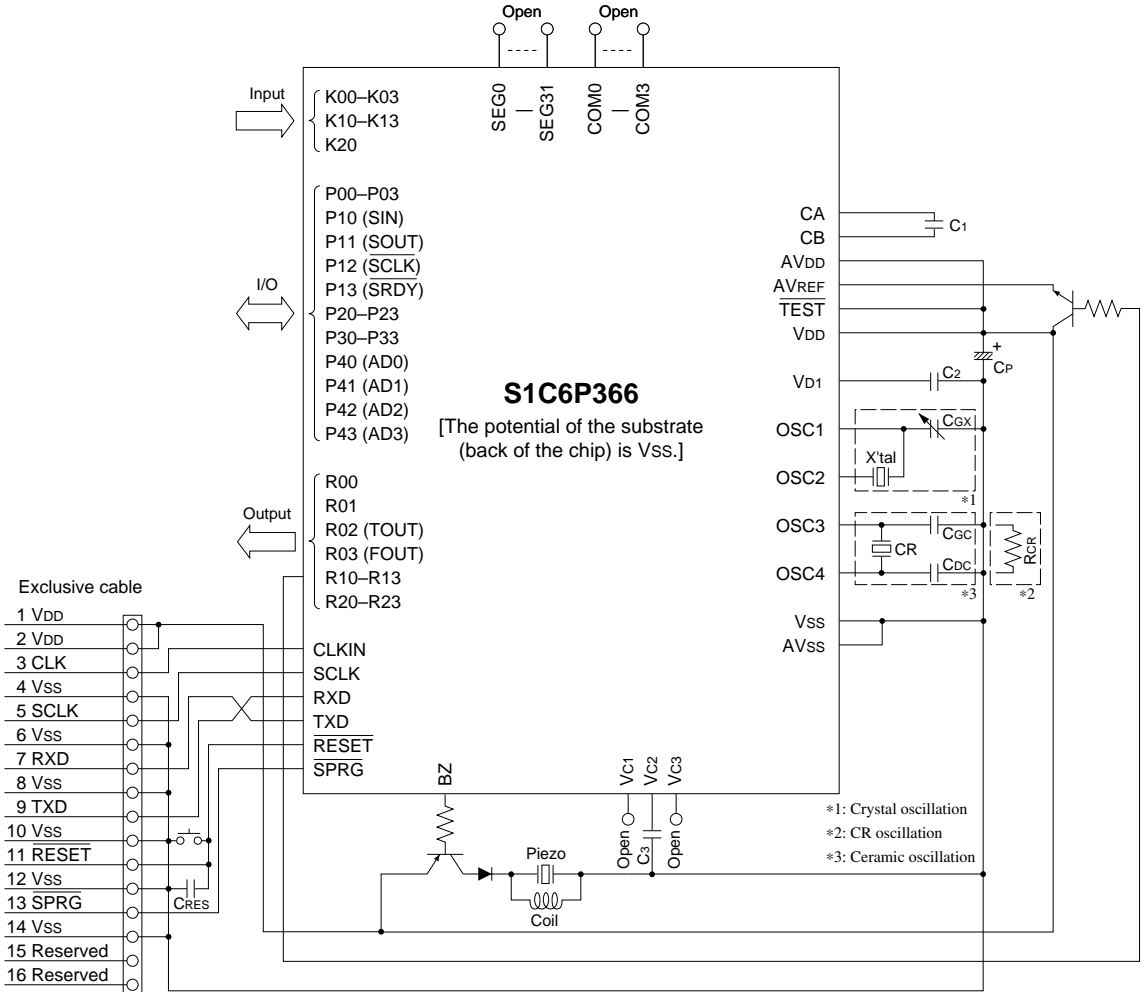 Open Open
SEG0
SEG31
COM0
COM3
Input
K00–K03
K10–K13
K20
I/O
P00–P03
P10 (SIN)
P11 (SOUT)
P12 (SCLK)
P13 (SRDY)
P20–P23
P30–P33
P40 (AD0)
P41 (AD1)
P42 (AD2)
P43 (AD3)
Output
R00
R01
R02 (TOUT)
R03 (FOUT)
R10–R13
R20–R23
S1C6P366
[The potential of the substrate
(back of the chip) is VSS.]
CA
CB
C1
AVDD
AVREF
TEST
VDD
+
CP
VD1
C2
OSC1
CGX
X'tal
OSC2
*1
OSC3
CGC
CR
RCR
OSC4
CDC
*3
*2
VSS
AVSS
Exclusive cable
1 VDD
2 VDD
3 CLK
4 VSS
5 SCLK
6 VSS
7 RXD
8 VSS
9 TXD
10 VSS
11 RESET
12 VSS
13 SPRG
14 VSS
15 Reserved
16 Reserved
CRES
CLKIN
SCLK
RXD
TXD
RESET
SPRG
BZ
Piezo
Coil
VC1
VC2
VC3
Open
C3
Open
*1: Crystal oscillation
*2: CR oscillation
*3: Ceramic oscillation